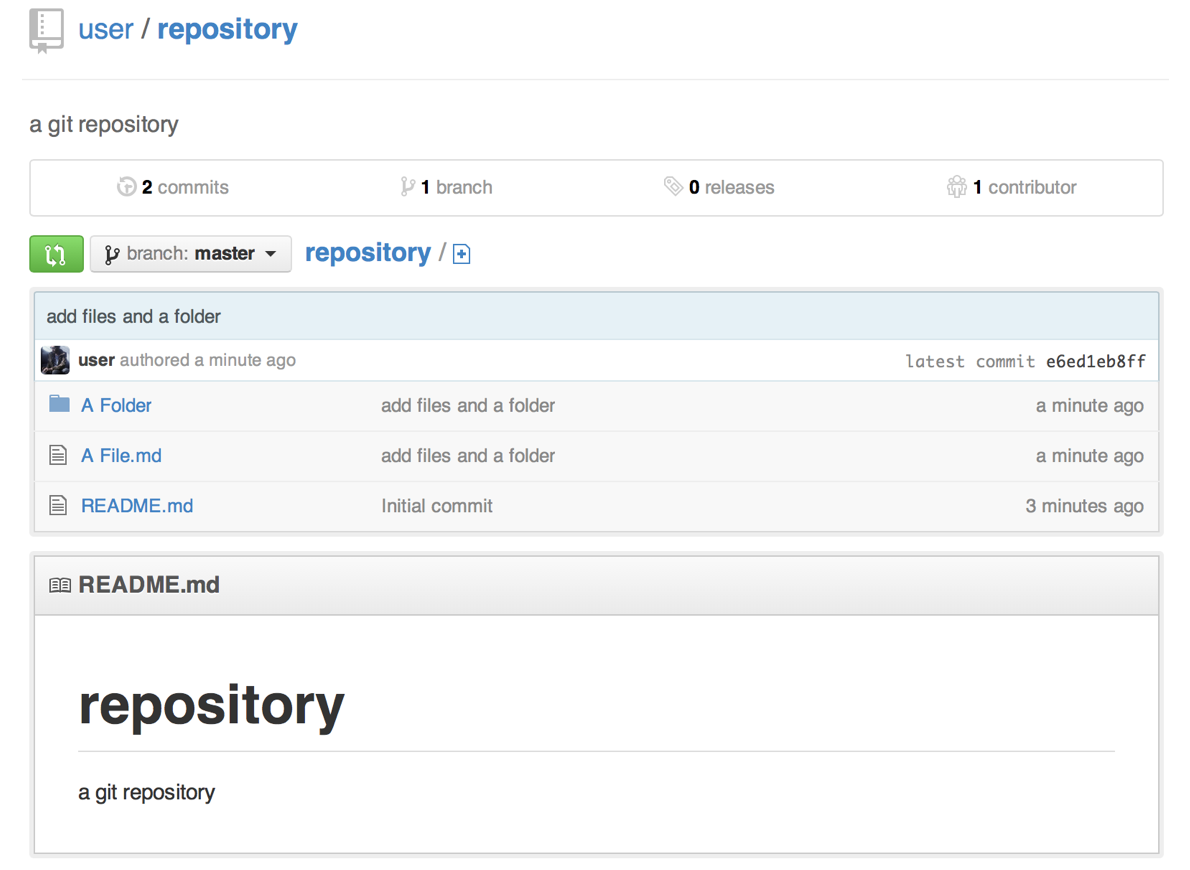 user / repository
a git repository
2 commits 1 branch 0 releases 1 contributor
branch: master repository /
add files and a folder
user authored a minute ago latest commit e6ed1eb8ff
A Folder add files and a folder a minute ago
A File.md add files and a folder a minute ago
README.md Initial commit 3 minutes ago
README.md
repository
a git repository